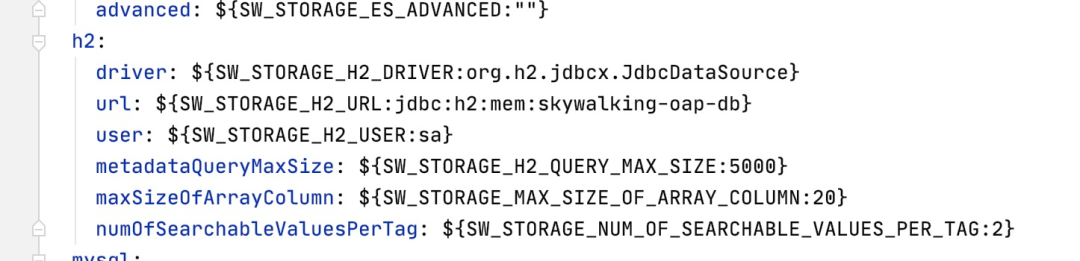 advanced: ${SW_STORAGE_ES_ADVANCED:""}
h2:
driver: ${SW_STORAGE_H2_DRIVER:org.h2.jdbcx.JdbcDataSource}
url: ${SW_STORAGE_H2_URL:jdbc:h2:mem:skywalking-oap-db}
user: ${SW_STORAGE_H2_USER:sa}
metadataQueryMaxSize: ${SW_STORAGE_H2_QUERY_MAX_SIZE:5000}
maxSizeOfArrayColumn: ${SW_STORAGE_MAX_SIZE_OF_ARRAY_COLUMN:20}
numOfSearchableValuesPerTag: ${SW_STORAGE_NUM_OF_SEARCHABLE_VALUES_PER_TAG:2}
mysql: